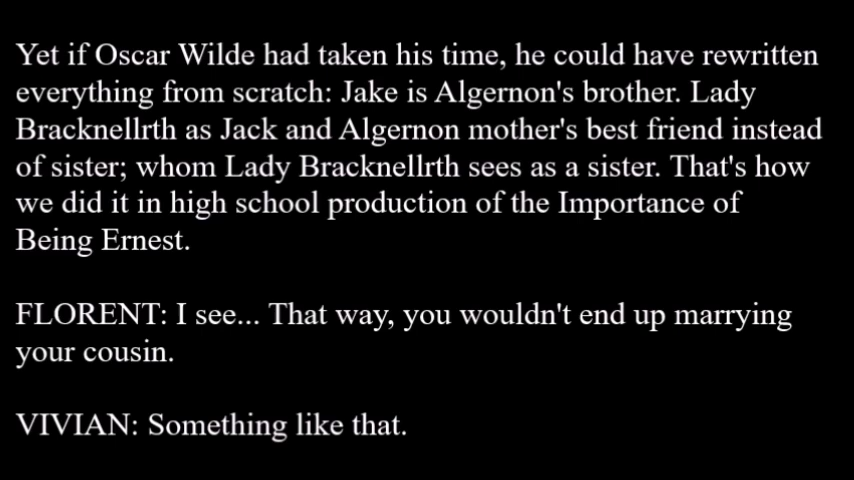 Yet if Oscar Wilde had taken his time, he could have rewritten
everything from scratch: Jake is Algernon's brother. Lady
Bracknellrth as Jack and Algernon mother's best friend instead
of sister; whom Lady Bracknellrth sees as a sister. That's how
we did it in high school production of the Importance of
Being Ernest.
FLORENT: I see... That way, you wouldn't end up marrying
your cousin.
VIVIAN: Something like that.